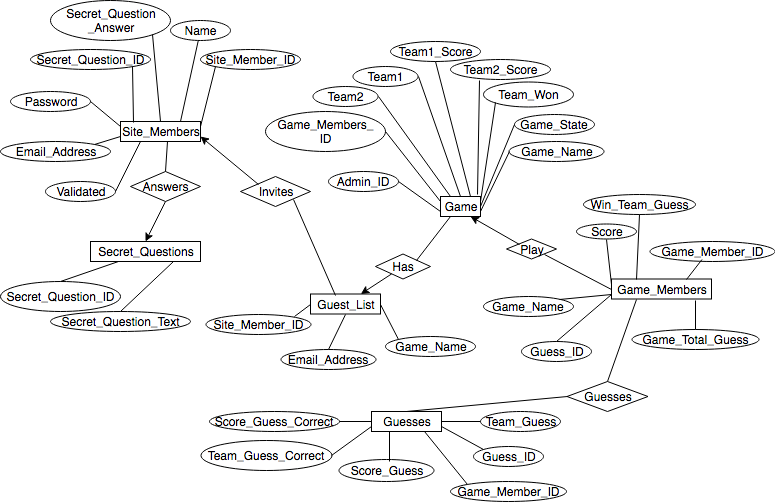 Secret_Question
_Answer
Name
Secret_Question_ID
Site_Member_ID
Password
Site_Members
Email_Address
Validated
Answers
Secret_Questions
Secret_Question_ID
Secret_Question_Text
Invites
Team1_Score
Team2_Score
Team1
Team_Won
Team2
Game_Members_
ID
Game_State
Game_Name
Admin_ID
Game
Has
Guest_List
Site_Member_ID
Email_Address
Game_Name
Play
Win_Team_Guess
Score
Game_Member_ID
Game_Members
Game_Name
Guess_ID
Game_Total_Guess
Guesses
Guesses
Score_Guess_Correct
Team_Guess
Team_Guess_Correct
Guess_ID
Score_Guess
Game_Member_ID